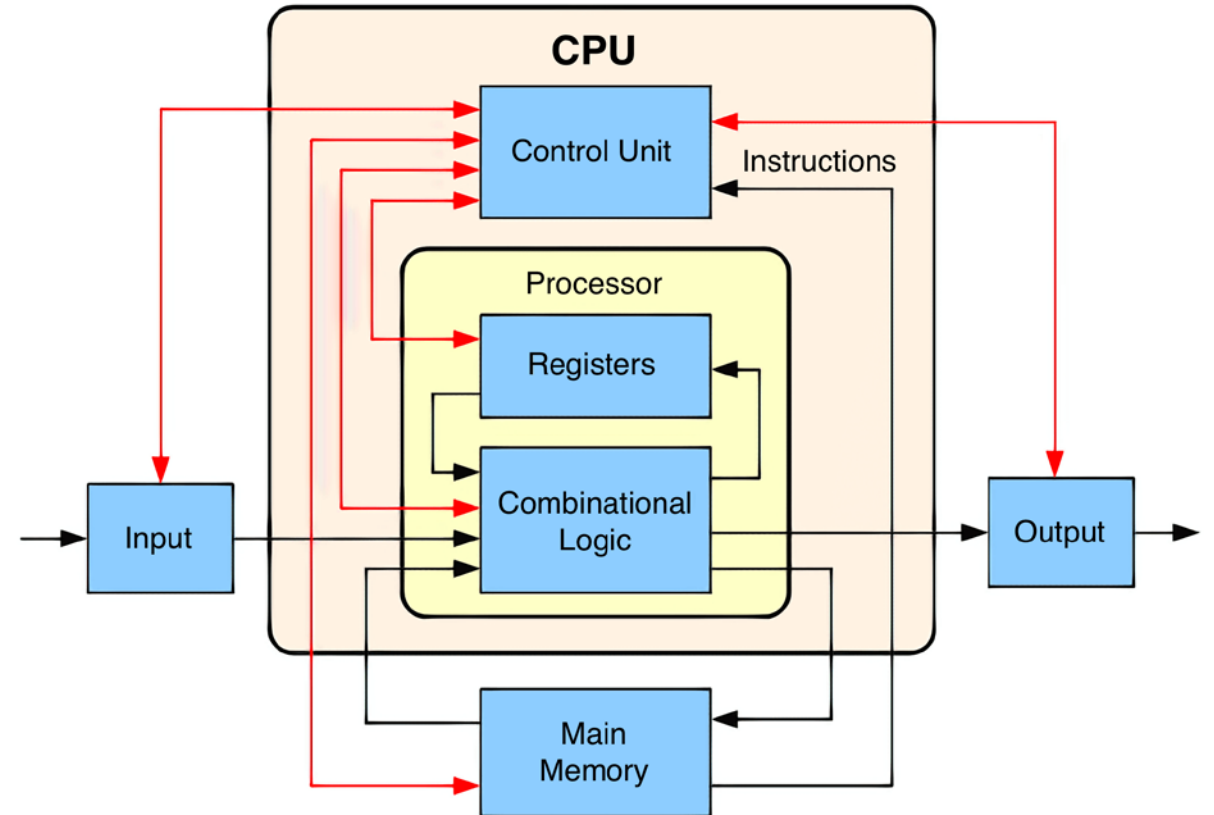 CPU
Control Unit
Instructions
Processor
Registers
Combinational
Logic
Input
Output
Main
Memory